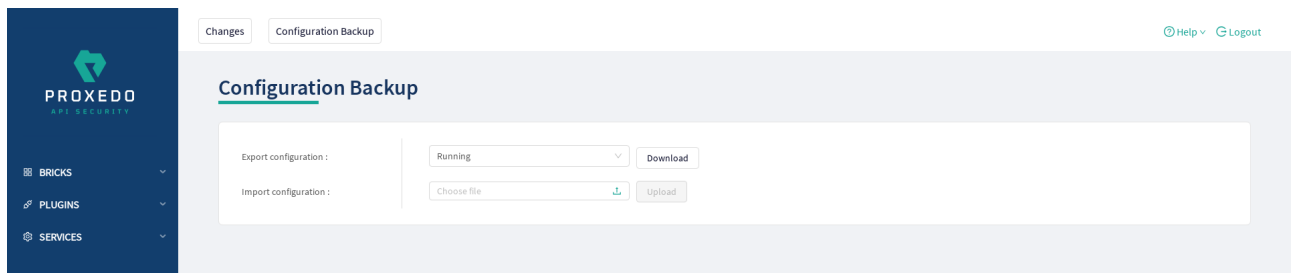 Changes
Configuration Backup
Help
Logout
PROXEDO
API SECURITY
Configuration Backup
Export configuration :
Running
Download
Import configuration :
Choose file
Upload
BRICKS
PLUGINS
SERVICES